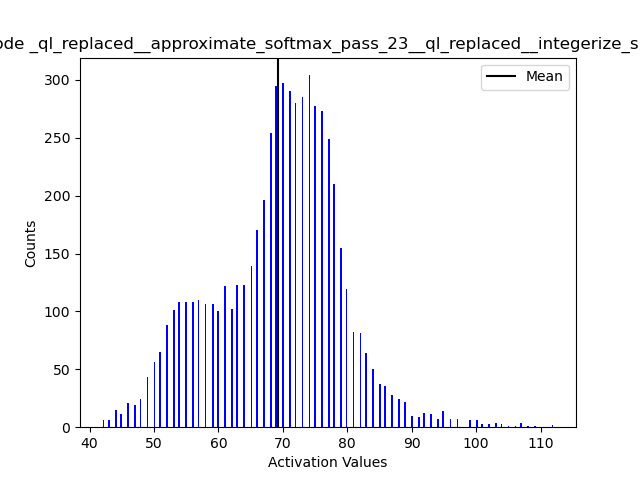 ode _ql_replaced__approximate_softmax_pass_23__ql_replaced__integerize_s
Mean
Counts
300
250
200
150
100
50
0
40 50 60 70 80 90 100 110
Activation Values